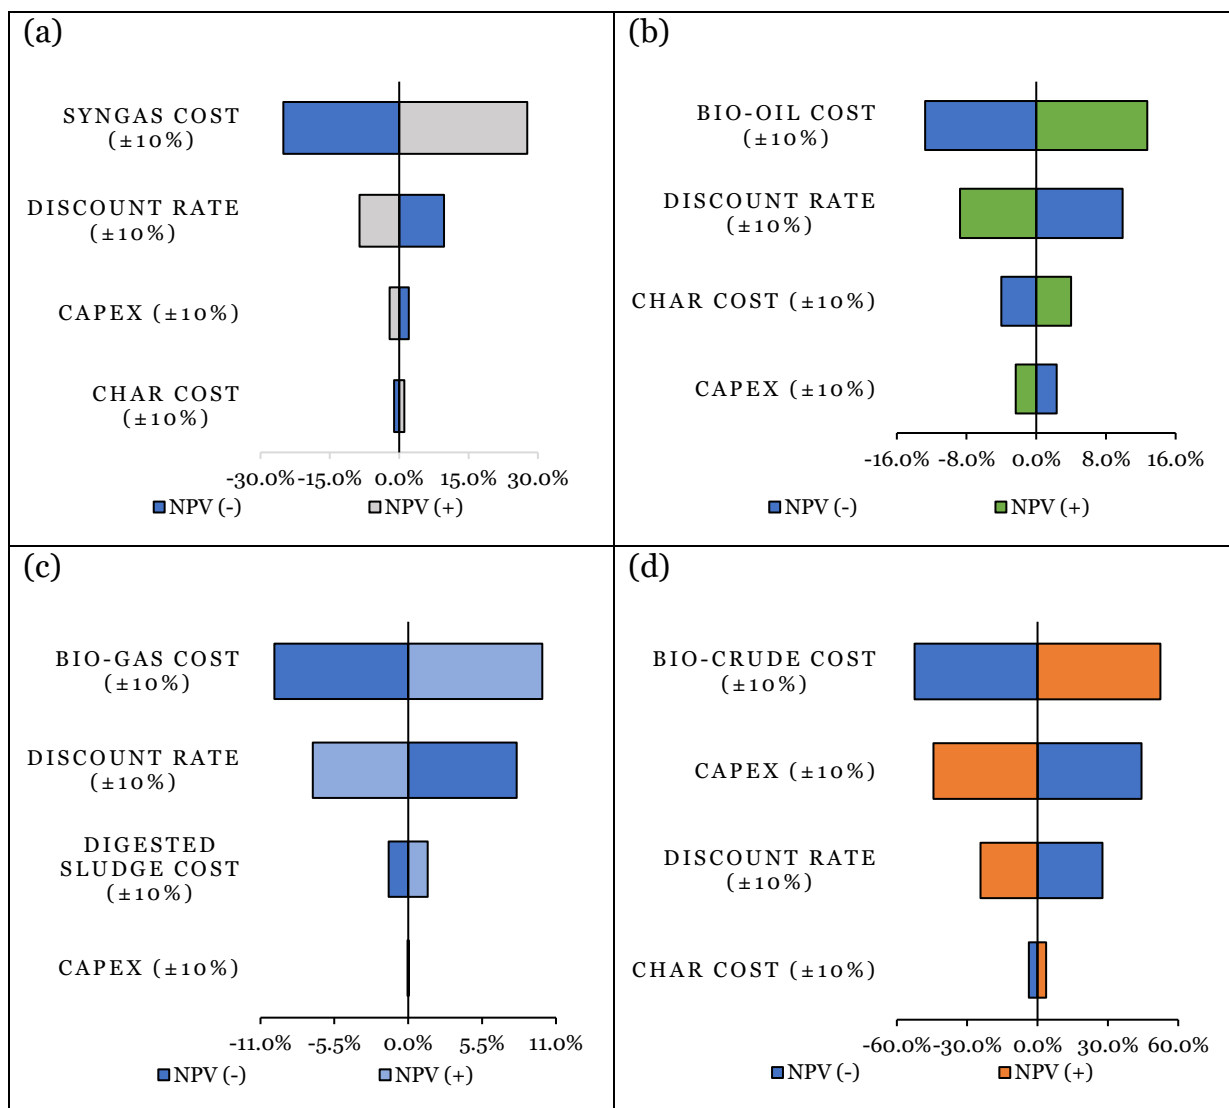 (a)
SYNGAS COST
(±10%)
DISCOUNT RATE
(±10%)
CAPEX (±10%)
CHAR COST
(±10%)
-30.0% -15.0% 0.0% 15.0% 30.0%
NPV (-) NPV (+)
(b)
BIO-OIL COST
(±10%)
DISCOUNT RATE
(±10%)
CHAR COST (±10%)
CAPEX (±10%)
-16.0% -8.0% 0.0% 8.0% 16.0%
NPV (-) NPV (+)
(c)
BIO-GAS COST
(±10%)
DISCOUNT RATE
(±10%)
DIGESTED
SLUDGE COST
(±10%)
CAPEX (±10%)
-11.0% -5.5% 0.0% 5.5% 11.0%
NPV (-) NPV (+)
(d)
BIO-CRUDE COST
(±10%)
CAPEX (±10%)
DISCOUNT RATE
(±10%)
CHAR COST (±10%)
-60.0% -30.0% 0.0% 30.0% 60.0%
NPV (-) NPV (+)